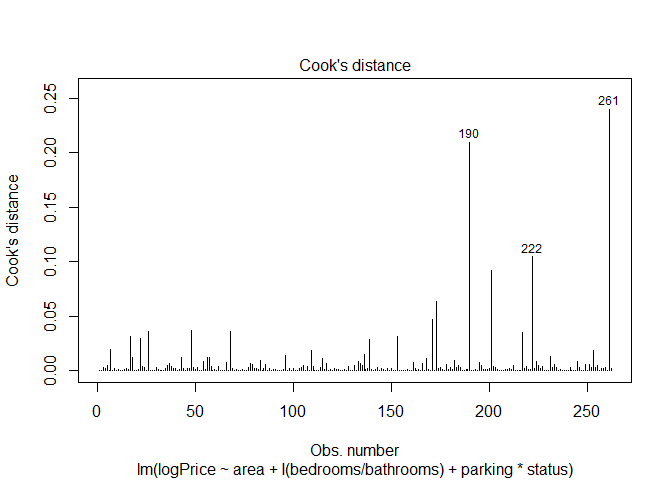 Cook's distance
0.25
0.20
0.15
0.10
0.05
0.00
Cook's distance
261
190
222
0 50 100 150 200 250
Obs. number
lm(logPrice ~ area + I(bedrooms/bathrooms) + parking * status)